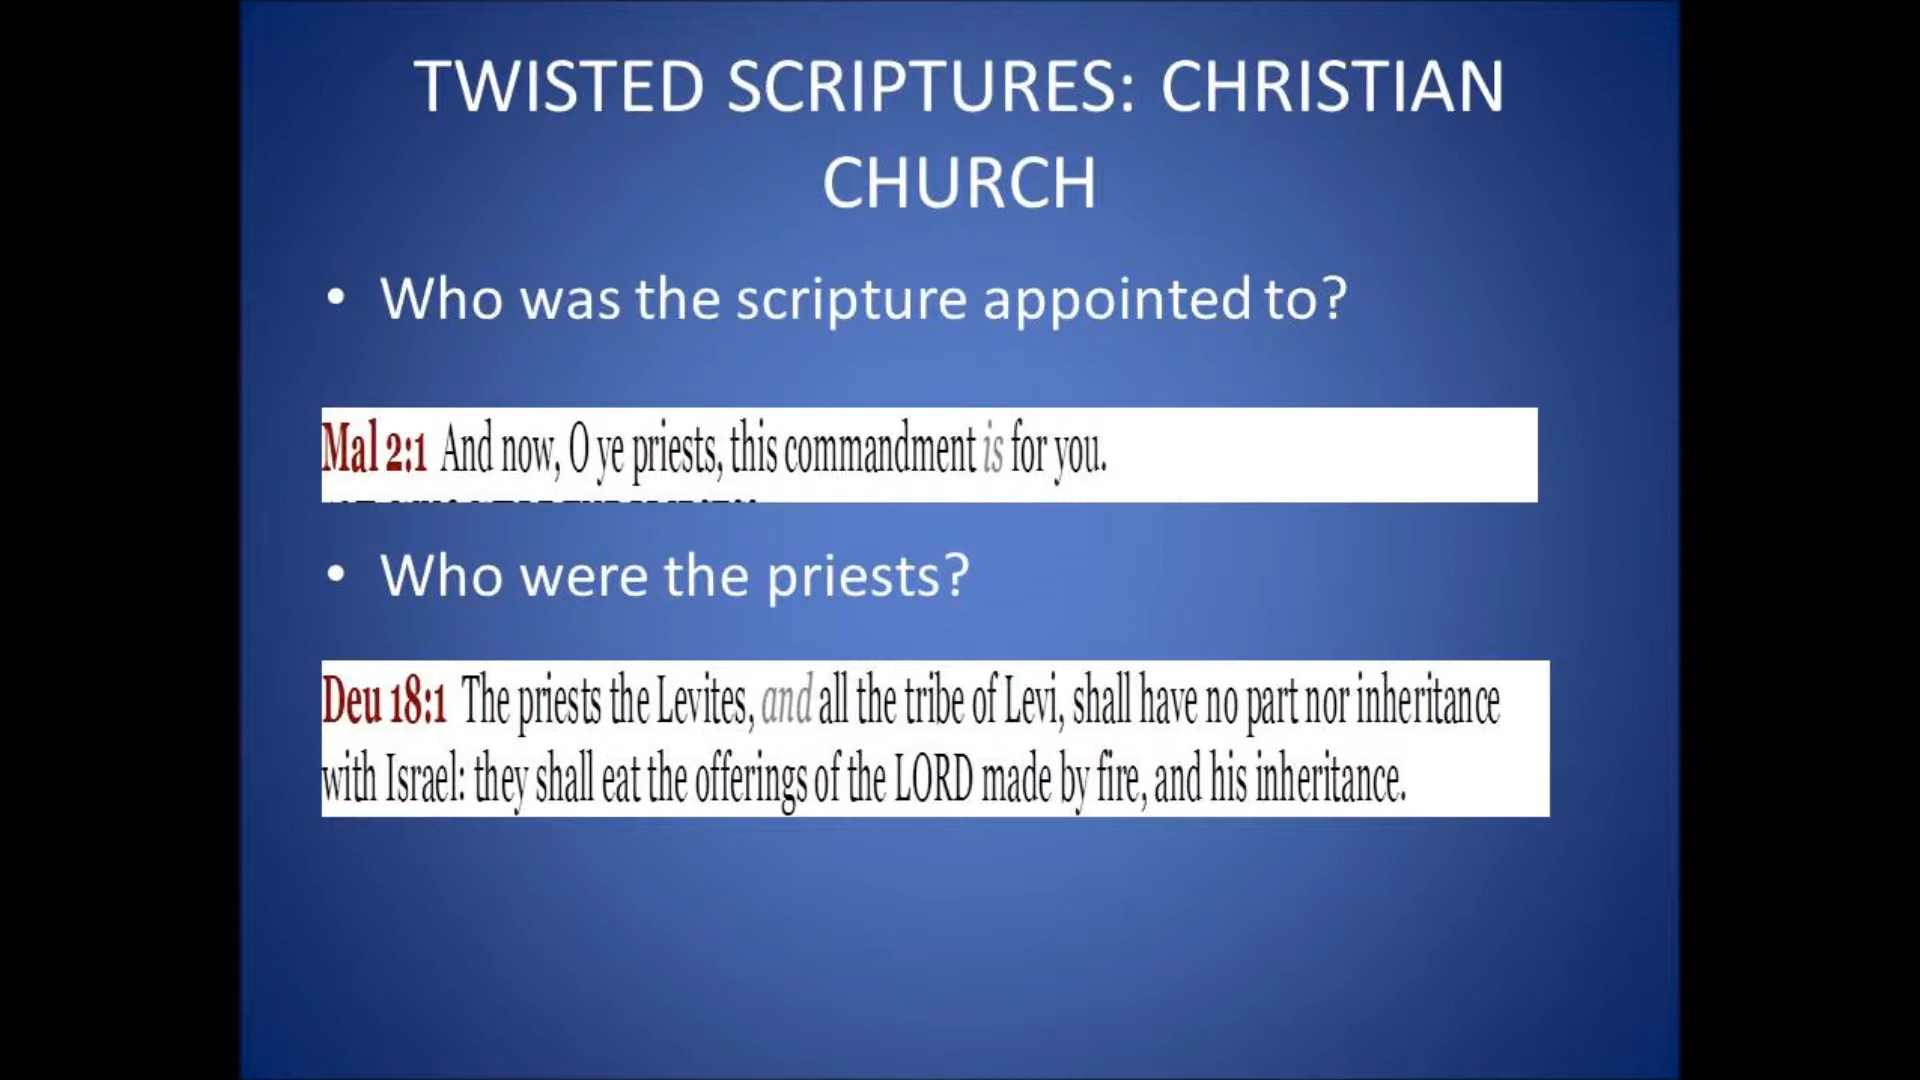 TWISTED SCRIPTURES: CHRISTIAN
CHURCH
• Who was the scripture appointed to?
Mal 2:1 And now, O ye priests, this commandment is for you.
• Who were the priests?
Deu 18:1 The priests the Levites, and all the tribe of Levi, shall have no part nor inheritance
with Israel: they shall eat the offerings of the LORD made by fire, and his inheritance.